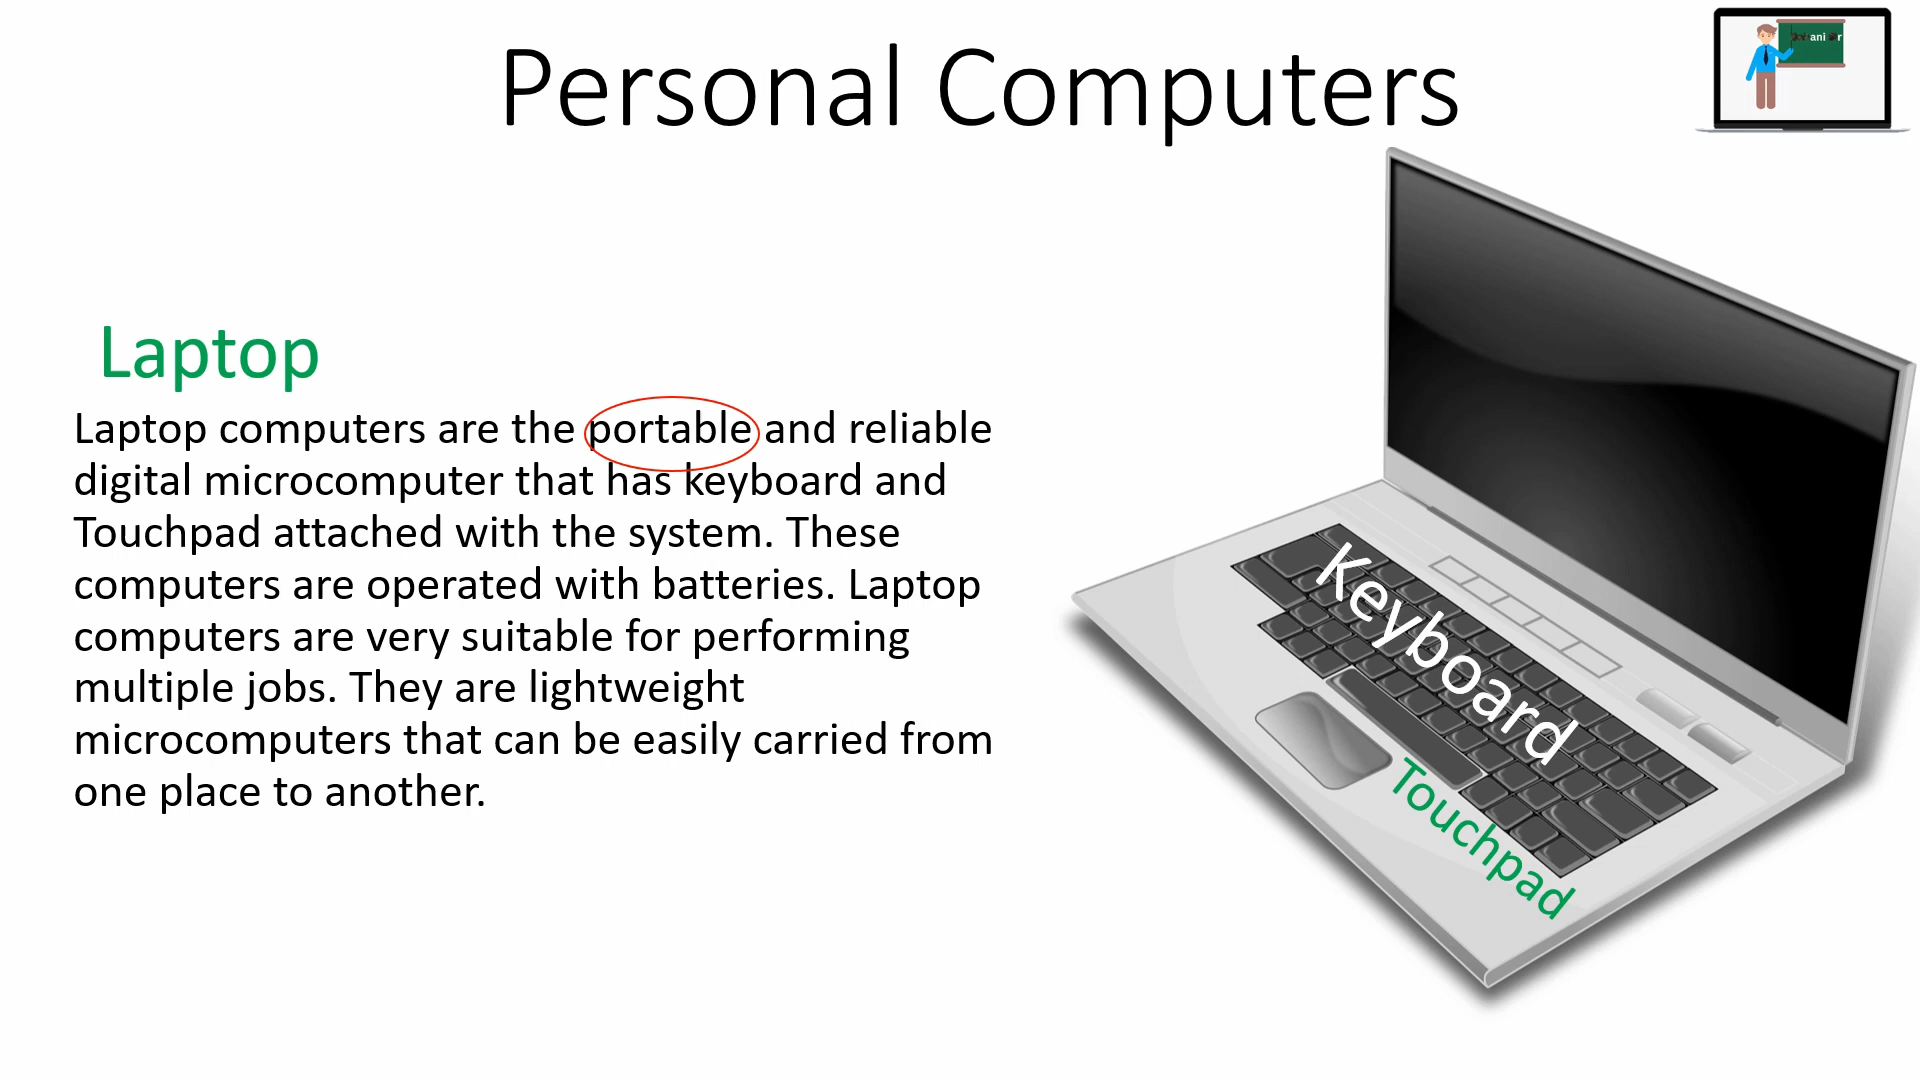 Personal Computers
Laptop
Laptop computers are the portable and reliable
digital microcomputer that has keyboard and
Touchpad attached with the system. These
computers are operated with batteries. Laptop
computers are very suitable for performing
multiple jobs. They are lightweight
microcomputers that can be easily carried from
one place to another.
Keyboard
Touchpad